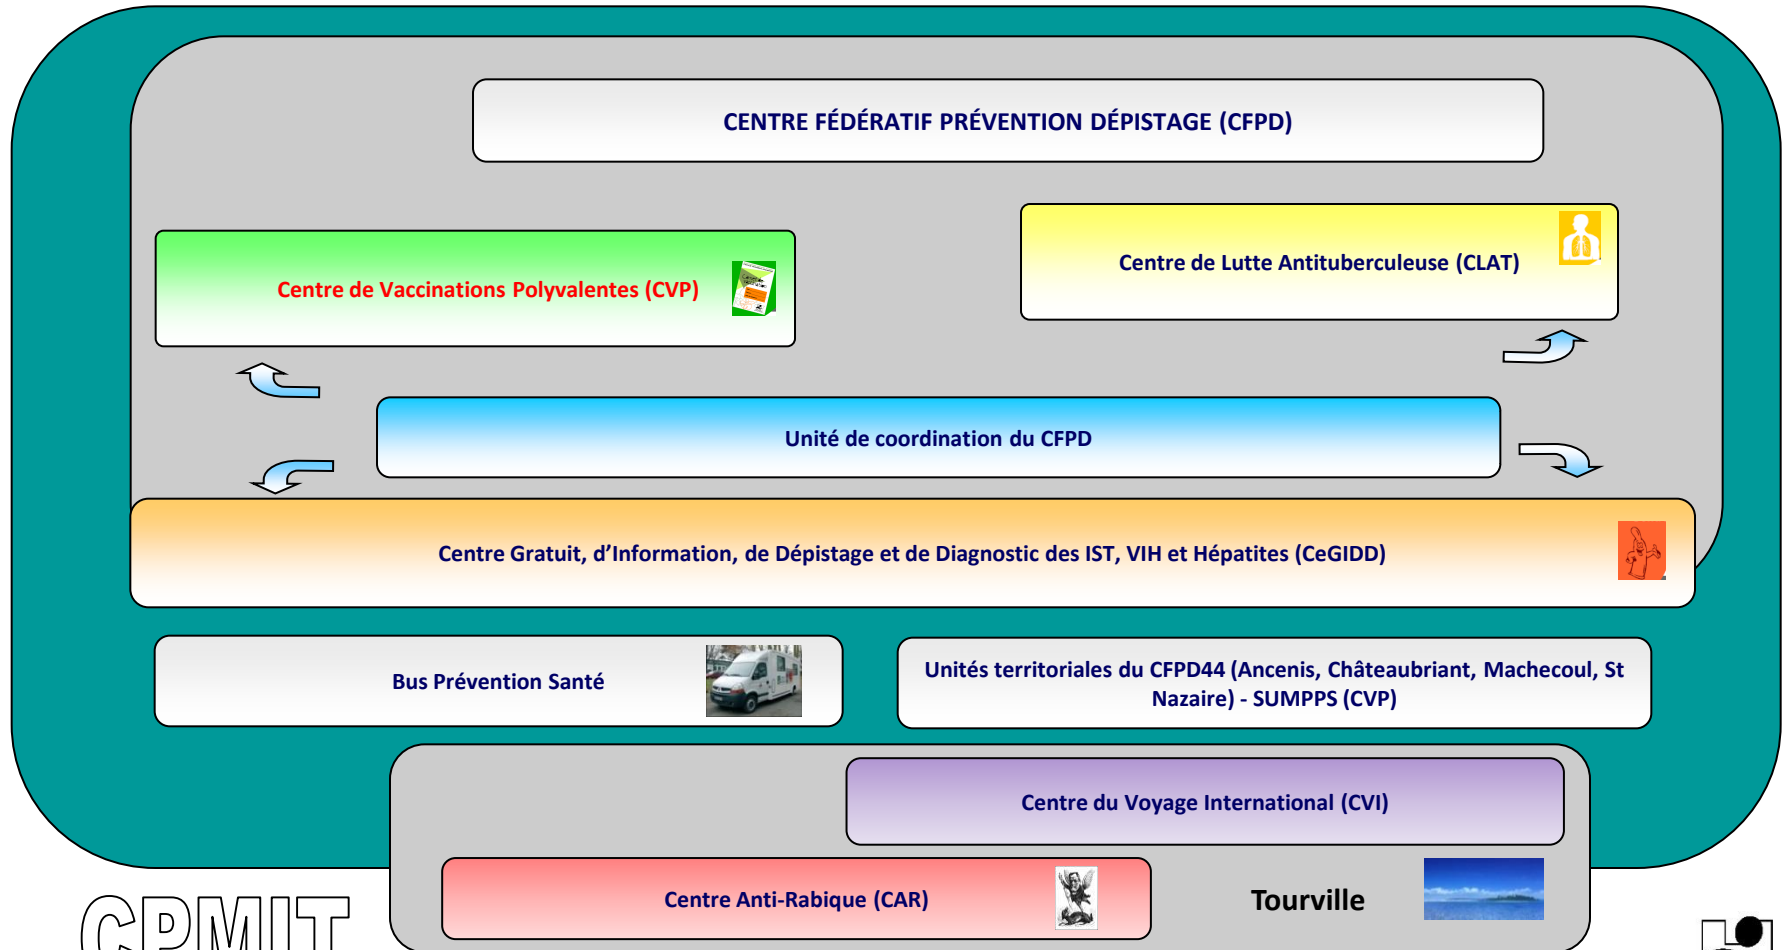 CENTRE FÉDÉRATIF PRÉVENTION DÉPISTAGE (CFPD)
Centre de Lutte Antituberculeuse (CLAT)
Centre de Vaccinations Polyvalentes (CVP)
Unité de coordination du CFPD
Centre Gratuit, d’Information, de Dépistage et de Diagnostic des IST, VIH et Hépatites (CeGIDD)
Bus Prévention Santé
Unités territoriales du CFPD44 (Ancenis, Châteaubriant, Machecoul, St
Nazaire) - SUMPPS (CVP)
Centre du Voyage International (CVI)
Centre Anti-Rabique (CAR)
Tourville
CPMIT